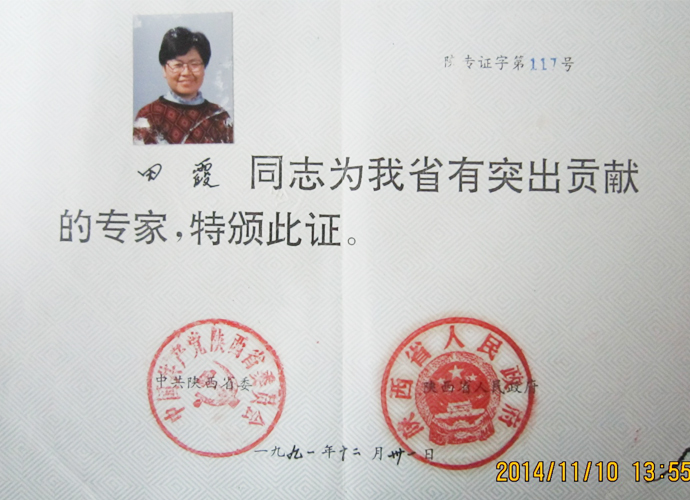 陕专证字第117号
田霞 同志为我省有突出贡献
的专家，特颁此证。
中国共产党陕西省委员会
中共陕西省委
陕西省人民政府
陕西省人民政府
一九九一年十二月卅一日
2014/11/10 13:55